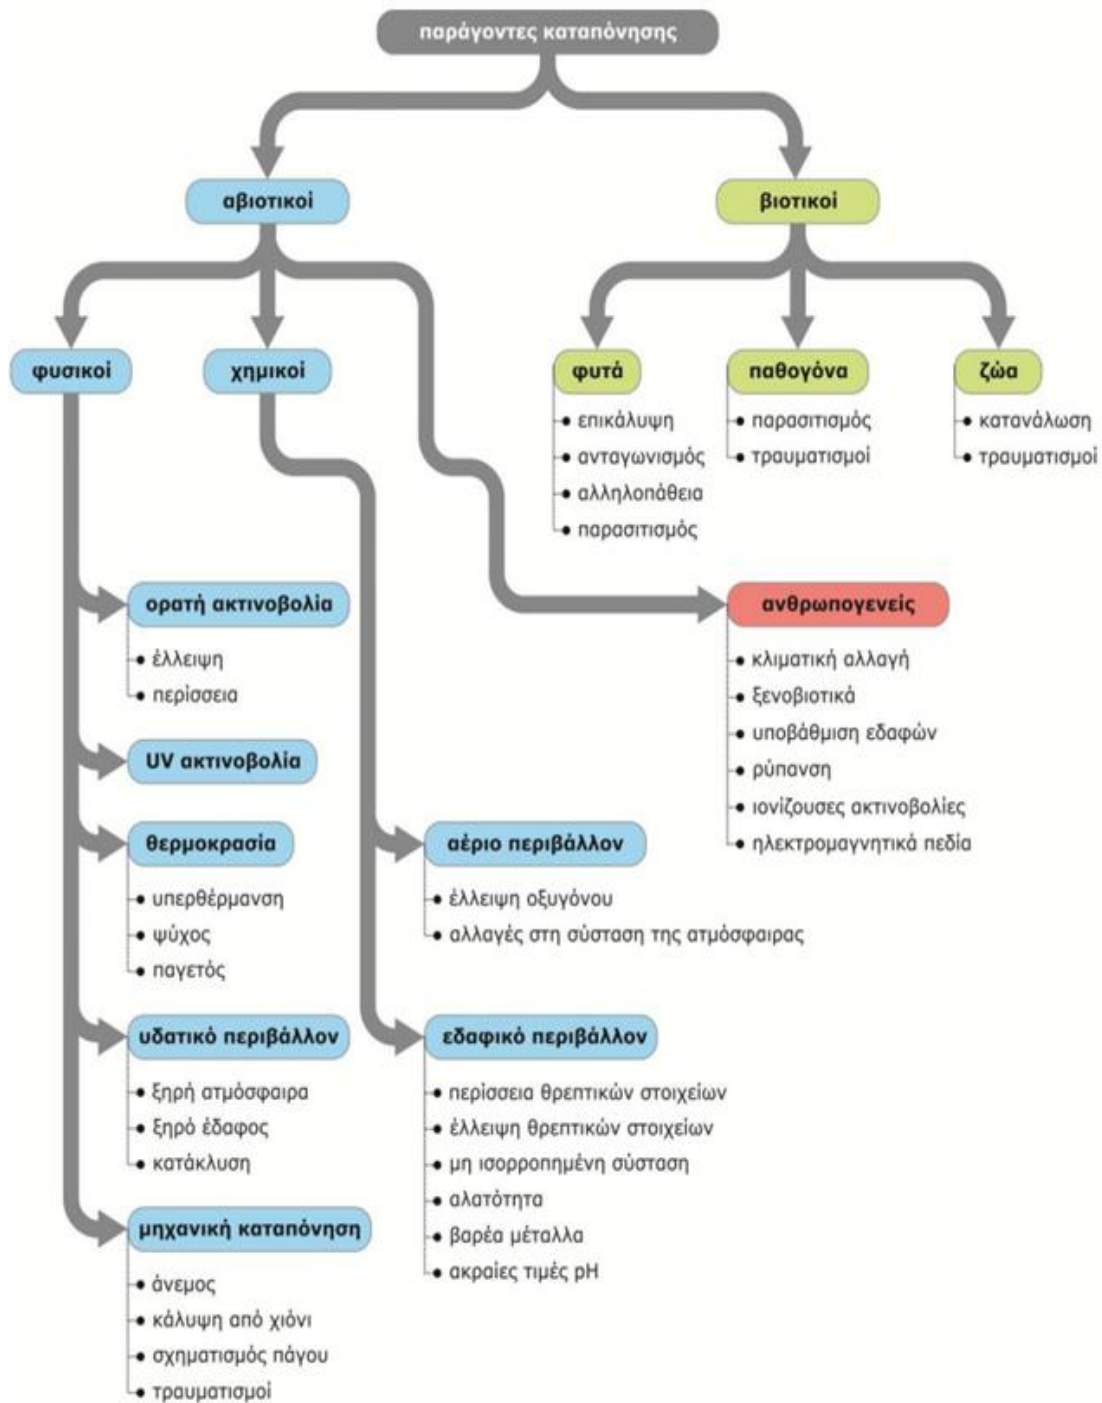 παράγοντες καταπόνησης
αβιοτικοί
βιοτικοί
φυσικοί
χημικοί
φυτά
επικάλυψη
ανταγωνισμός
αλληλοπάθεια
παρασιτισμός
παθογόνα
παρασιτισμός
τραυματισμοί
ζώα
κατανάλωση
τραυματισμοί
ορατή ακτινοβολία
έλλειψη
περίσσεια
UV ακτινοβολία
θερμοκρασία
υπερθέρμανση
ψύχος
παγετός
υδατικό περιβάλλον
ξηρή ατμόσφαιρα
ξηρό έδαφος
κατάκλυση
μηχανική καταπόνηση
άνεμος
κάλυψη από χιόνι
σχηματισμός πάγου
τραυματισμοί
αέριο περιβάλλον
έλλειψη οξυγόνου
αλλαγές στη σύσταση της ατμόσφαιρας
εδαφικό περιβάλλον
περίσσεια θρεπτικών στοιχείων
έλλειψη θρεπτικών στοιχείων
μη ισορροπημένη σύσταση
αλατότητα
βαρέα μέταλλα
ακραίες τιμές pH
ανθρωπογενείς
κλιματική αλλαγή
ξενοβιοτικά
υποβάθμιση εδαφών
ρύπανση
ιονίζουσες ακτινοβολίες
ηλεκτρομαγνητικά πεδία